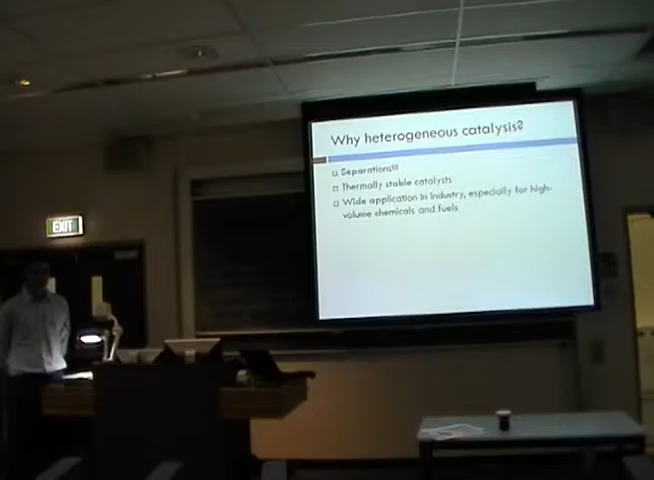 Why heterogeneous catalysis?
Separations!!!
Thermally stable catalysts
Wide application in industry, especially for high-
volume chemicals and fuels
EXIT